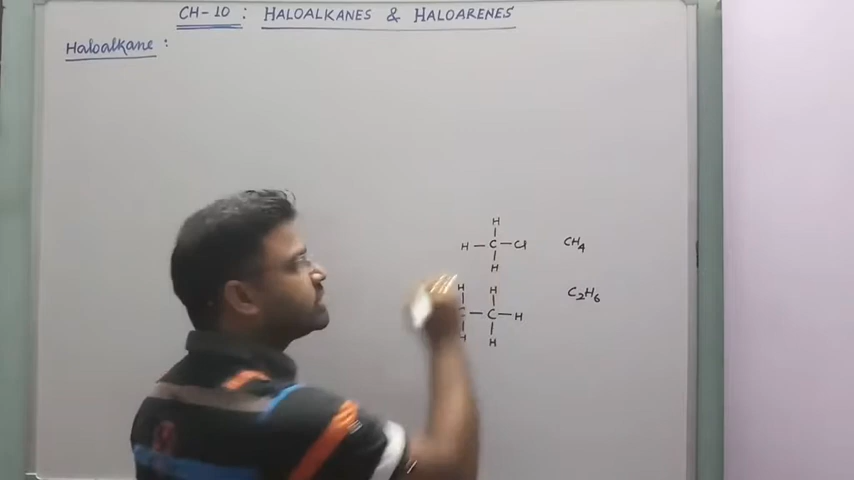 CH-10 : HALOALKANES & HALOARENES
Haloalkane :
H
H - C - Cl CH4
H
H H C2H6
C - C - H
H H